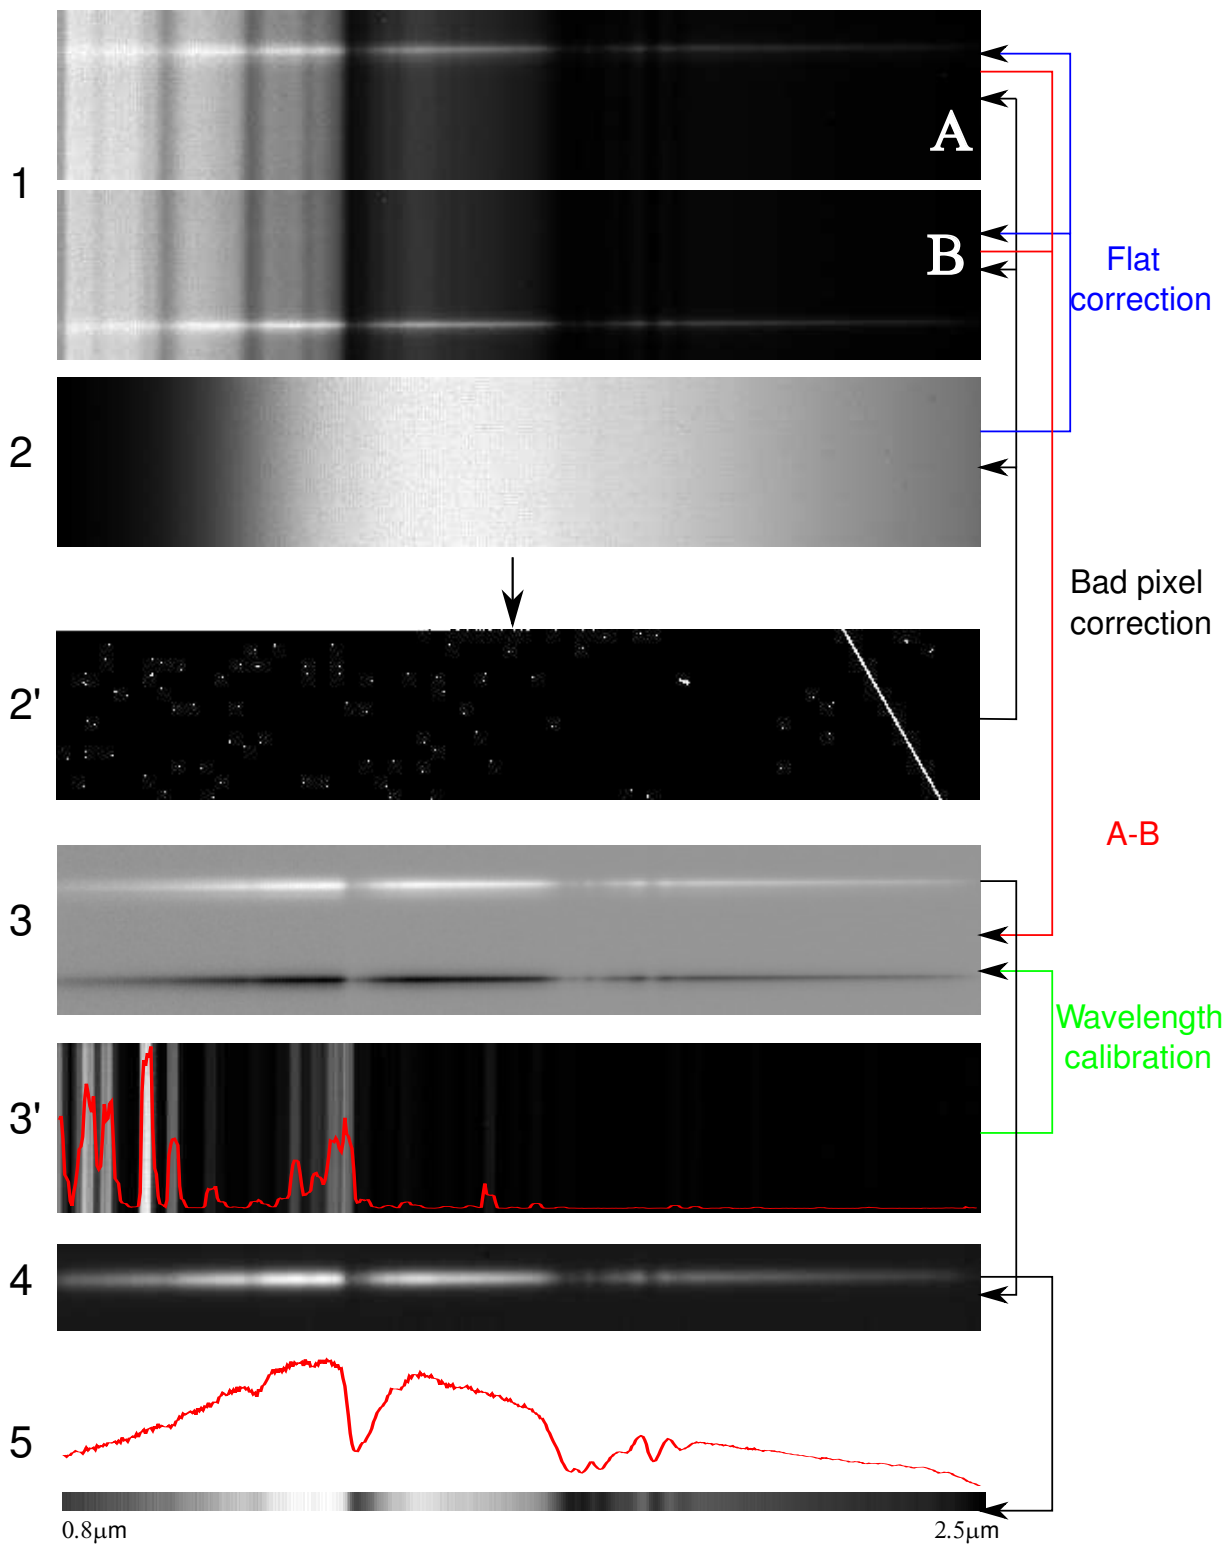 A
1
B
Flat
correction
2
Bad pixel
correction
2'
A-B
3
Wavelength
calibration
3'
4
5
0.8μm
2.5μm